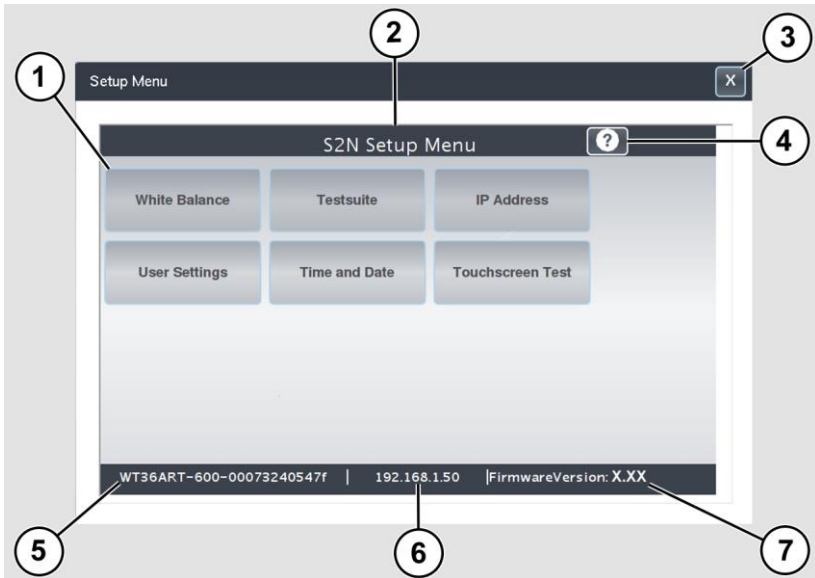 2
3
1
Setup Menu
X
S2N Setup Menu
?
4
White Balance
Testsuite
IP Address
User Settings
Time and Date
Touchscreen Test
WT36ART-600-00073240547f | 192.168.1.50 |FirmwareVersion: X.XX
5
6
7